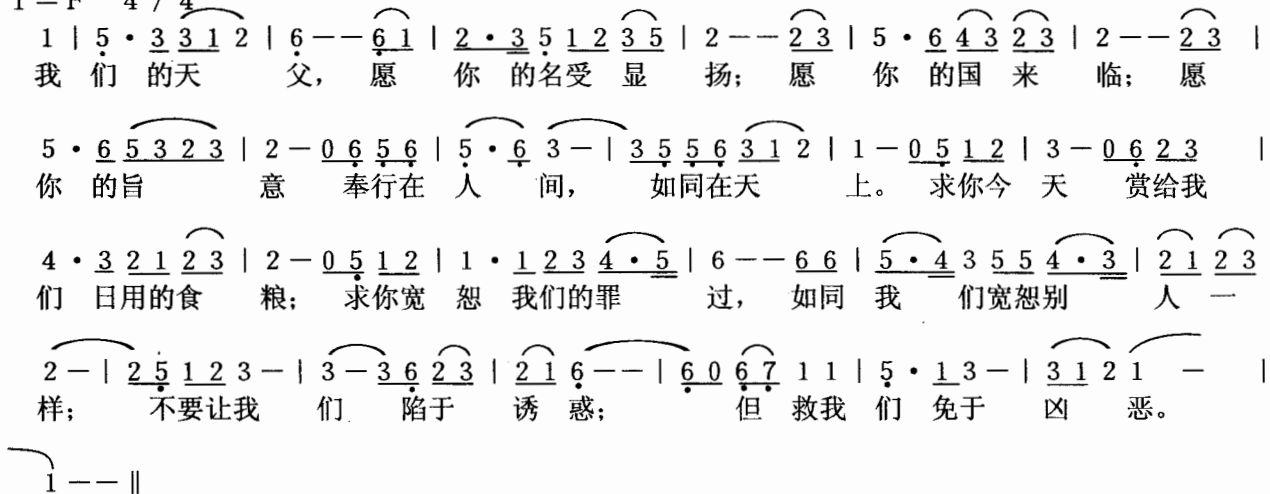 1=F 4/4
1 | 5 · 3 3 1 2 | 6 — — 6 1 | 2 · 3 5 1 2 3 5 | 2 — — 2 3 | 5 · 6 4 3 2 3 | 2 — — 2 3 |
我 们 的天 父， 愿 你 的名受 显 扬； 愿 你 的国 来 临； 愿
5 · 6 5 3 2 3 | 2 — 0 6 5 6 | 5 · 6 3 — | 3 5 5 6 3 1 2 | 1 — 0 5 1 2 | 3 — 0 6 2 3 |
你 的旨 意 奉行在 人 间， 如同在天 上。 求你今 天 赏给我
4 · 3 2 1 2 3 | 2 — 0 5 1 2 | 1 · 1 2 3 4 · 5 | 6 — — 6 6 | 5 · 4 3 5 5 4 · 3 | 2 1 2 3
们 日用的食 粮； 求你宽 恕 我们的罪 过， 如同 我 们宽恕别 人 一
2 — | 2 5 1 2 3 — | 3 — 3 6 2 3 | 2 1 6 — — | 6 0 6 7 1 1 | 5 · 1 3 — | 3 1 2 1 — |
样； 不要让我 们 陷于 诱 惑； 但 救我 们 免于 凶 恶。
1 — — ‖